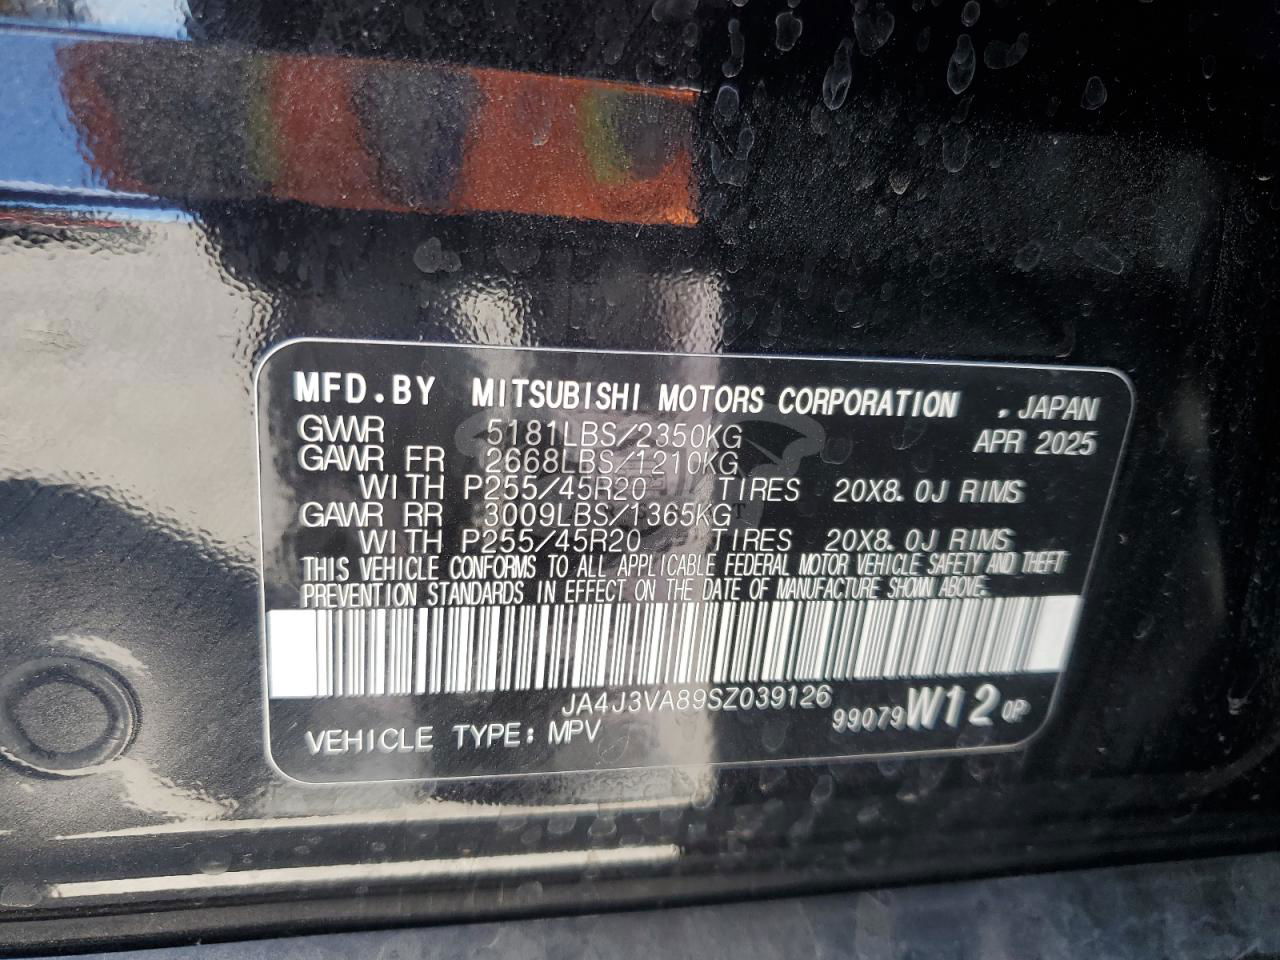 MFD.BY MITSUBISHI MOTORS CORPORATION , JAPAN
GVWR 5181LBS/2350KG APR 2025
GAWR FR 2668LBS/1210KG
WITH P255/45R20 TIRES 20X8.0J RIMS
GAWR RR 3009LBS/1365KG
WITH P255/45R20 TIRES 20X8.0J RIMS
THIS VEHICLE CONFORMS TO ALL APPLICABLE FEDERAL MOTOR VEHICLE SAFETY AND THEFT
PREVENTION STANDARDS IN EFFECT ON THE DATE OF MANUFACTURE SHOWN ABOVE.
JA4J3VA89SZ039126
99079W12 0P
VEHICLE TYPE: MPV